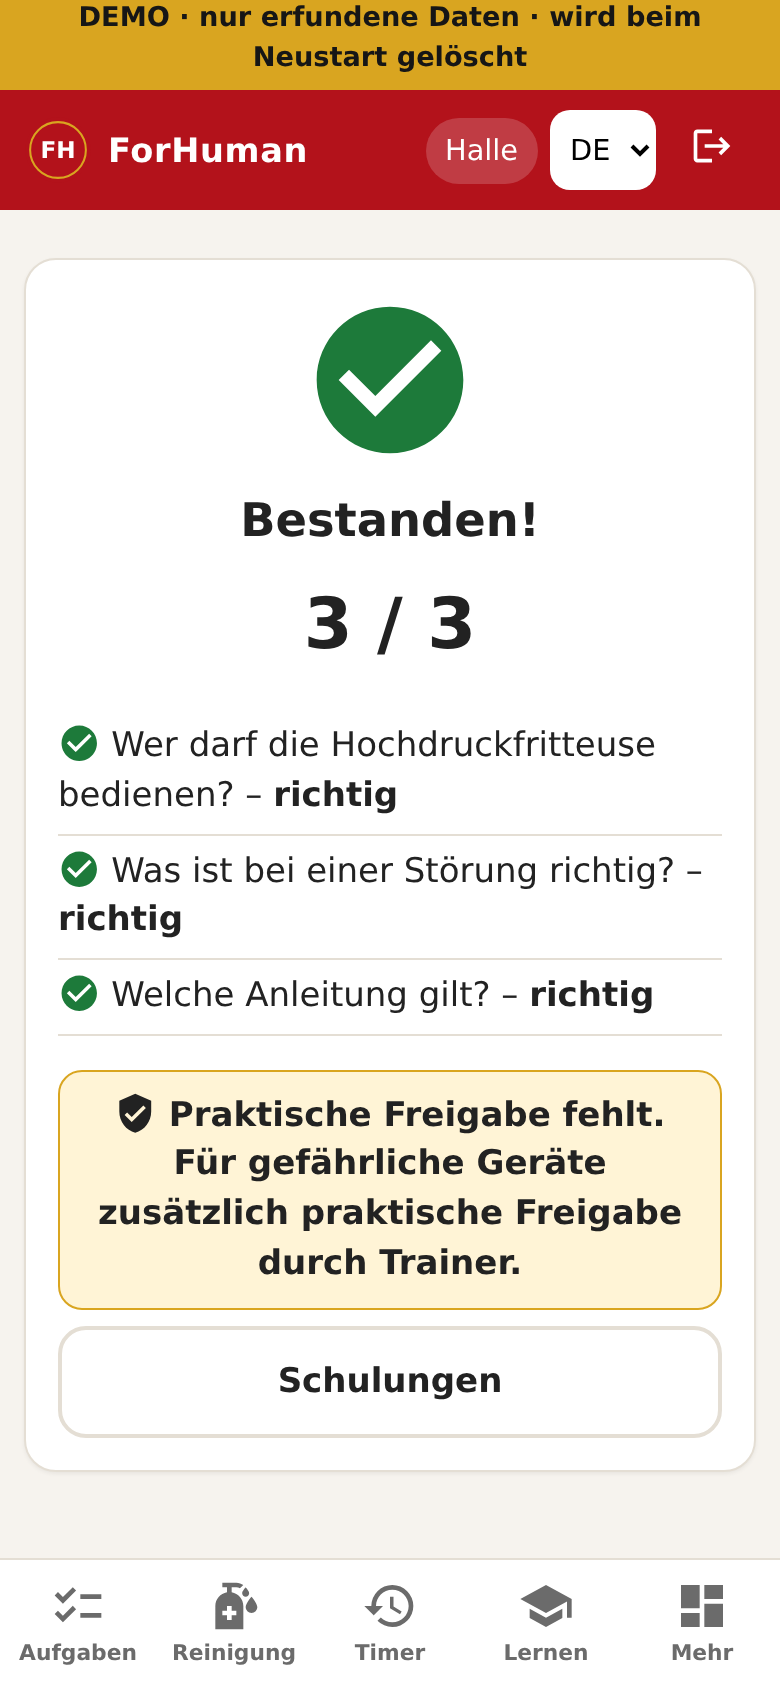 DEMO · nur erfundene Daten · wird beim
Neustart gelöscht
FH ForHuman Halle DE
Bestanden!
3 / 3
Wer darf die Hochdruckfritteuse
bedienen? – richtig
Was ist bei einer Störung richtig? –
richtig
Welche Anleitung gilt? – richtig
Praktische Freigabe fehlt.
Für gefährliche Geräte
zusätzlich praktische Freigabe
durch Trainer.
Schulungen
Aufgaben Reinigung Timer Lernen Mehr